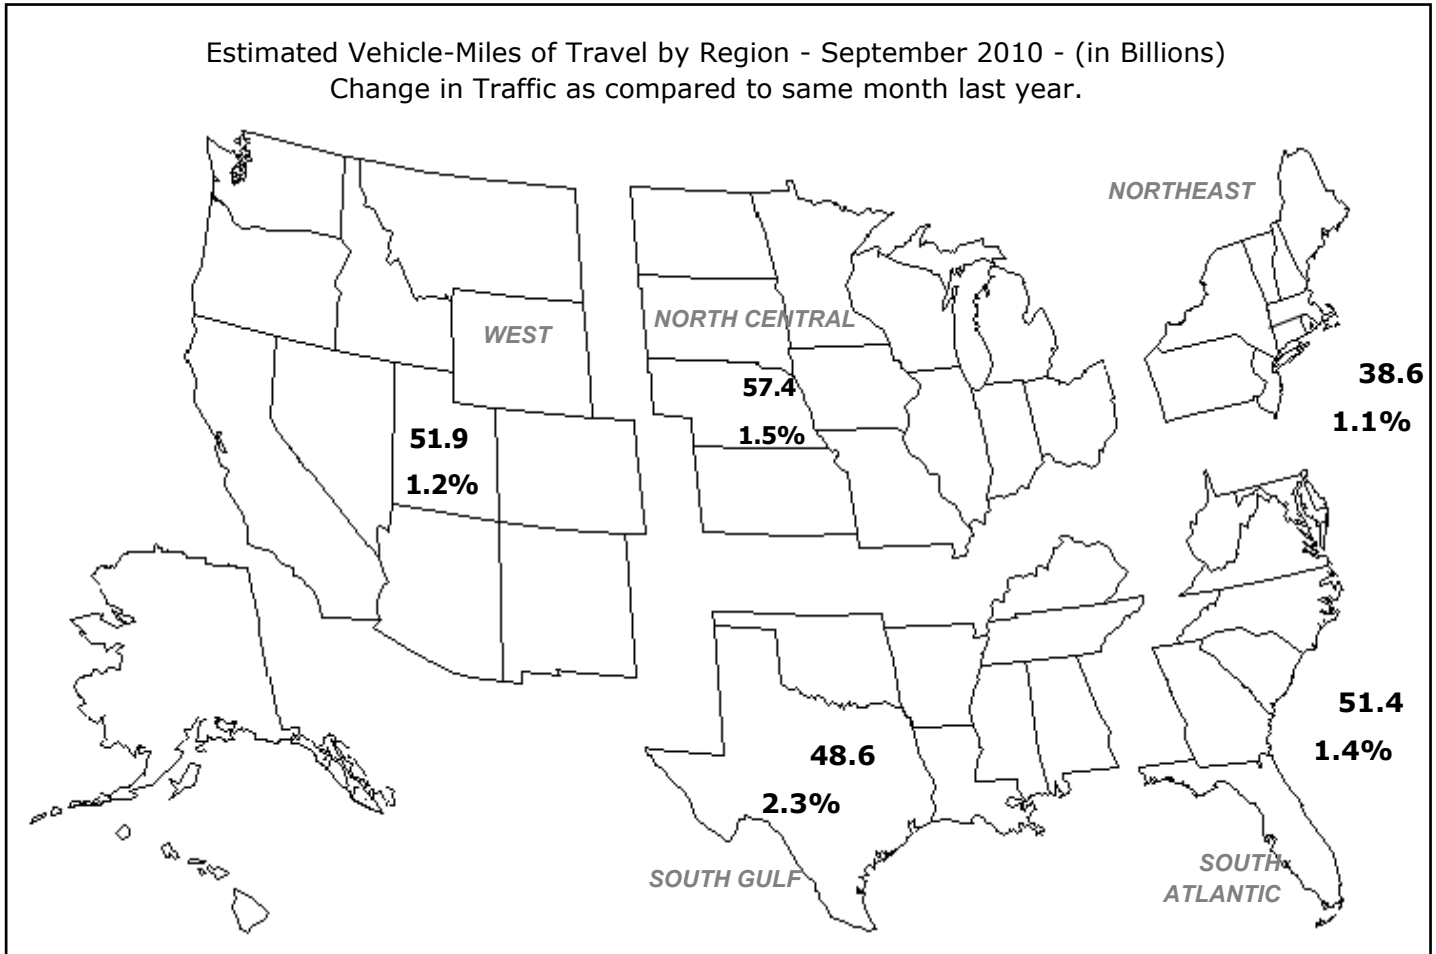 Estimated Vehicle-Miles of Travel by Region - September 2010 - (in Billions)
Change in Traffic as compared to same month last year.
NORTHEAST
38.6
1.1%
WEST
51.9
1.2%
NORTH CENTRAL
57.4
1.5%
SOUTH GULF
48.6
2.3%
SOUTH
ATLANTIC
51.4
1.4%